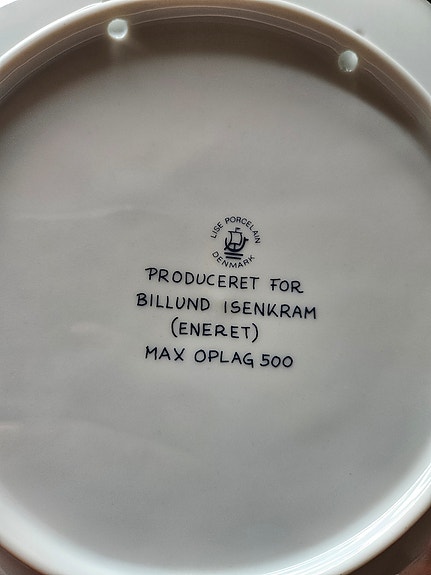 LISE PORCELAIN
DENMARK
PRODUCERET FOR
BILLUND ISENKRAM
(ENERET)
MAX OPLAG 500